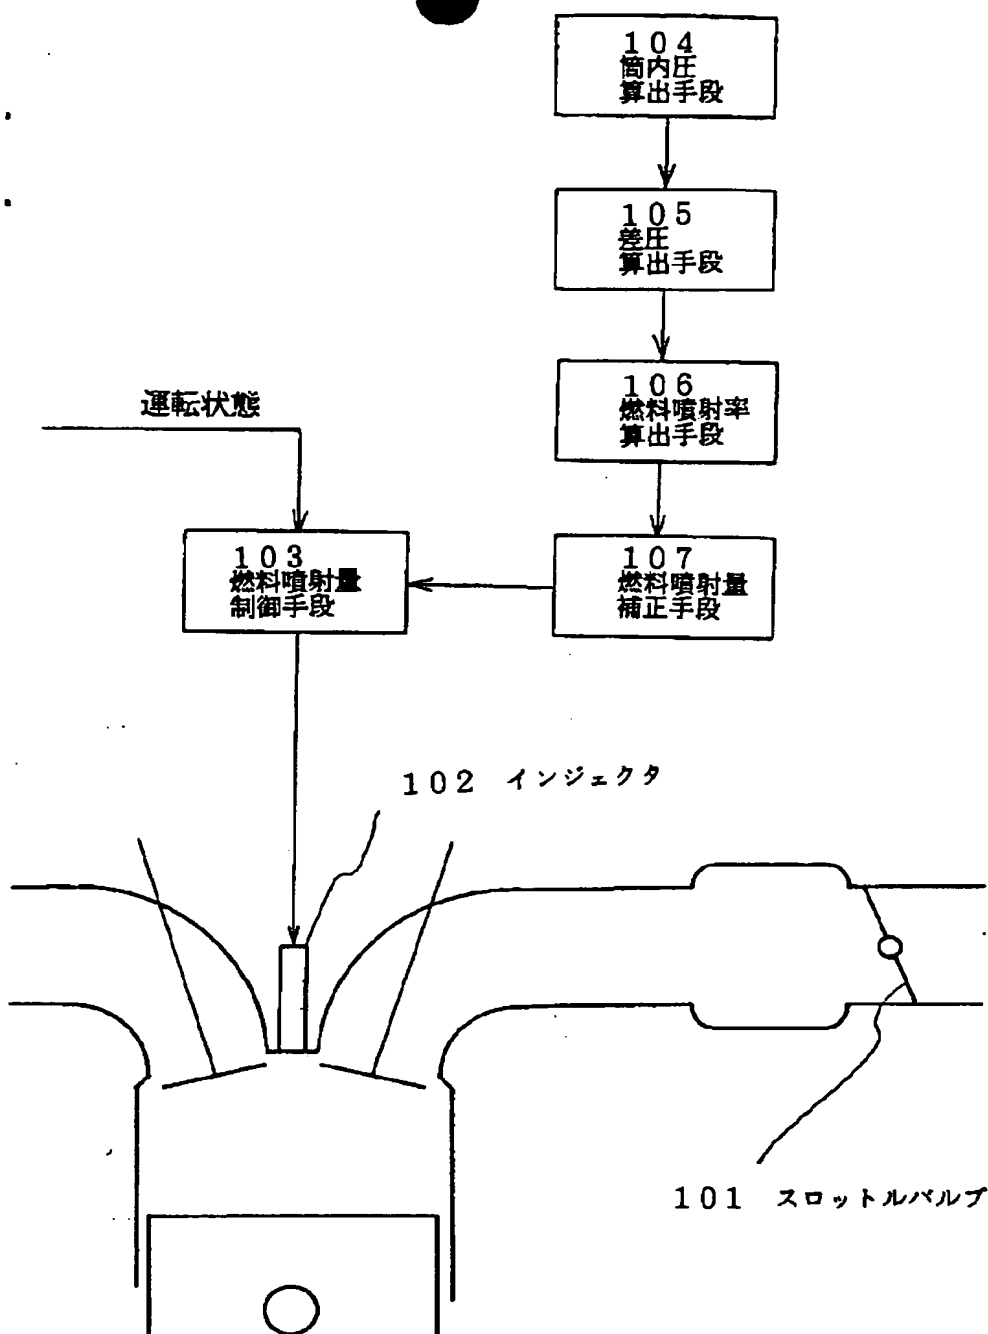 104
筒内圧
算出手段
105
差圧
算出手段
106
燃料噴射率
算出手段
運転状態
103
燃料噴射量
制御手段
107
燃料噴射量
補正手段
102 インジェクタ
101 スロットルバルブ